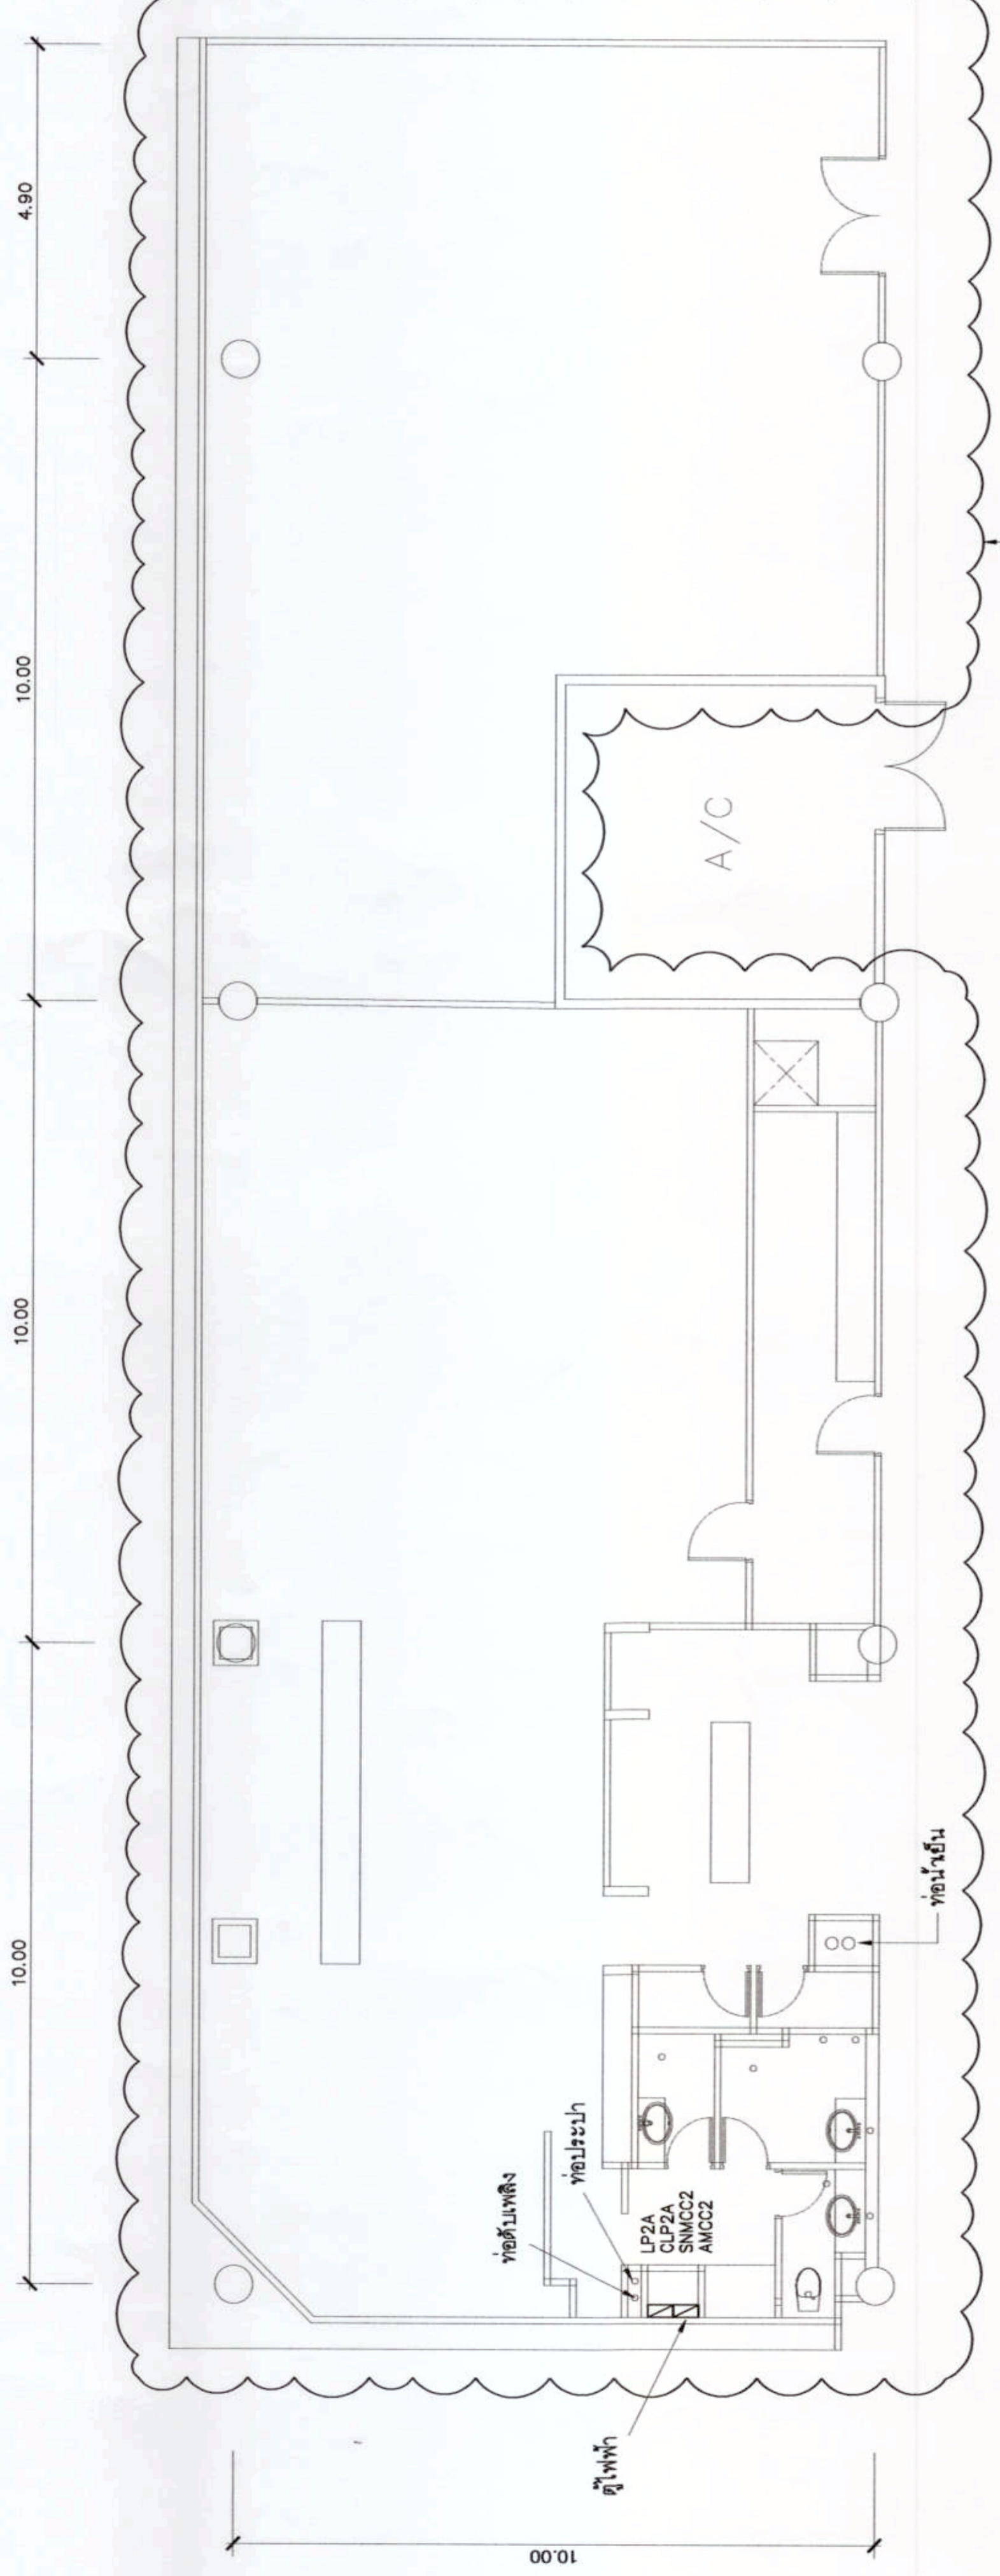 10.00
10.00
10.00
4.90
10.00
A/C
ท่อดับเพลิง
ท่อประปา
LP2A
CLP2A
SNMCC2
AMCC2
ตู้ไฟฟ้า
ท่อน้ำเย็น